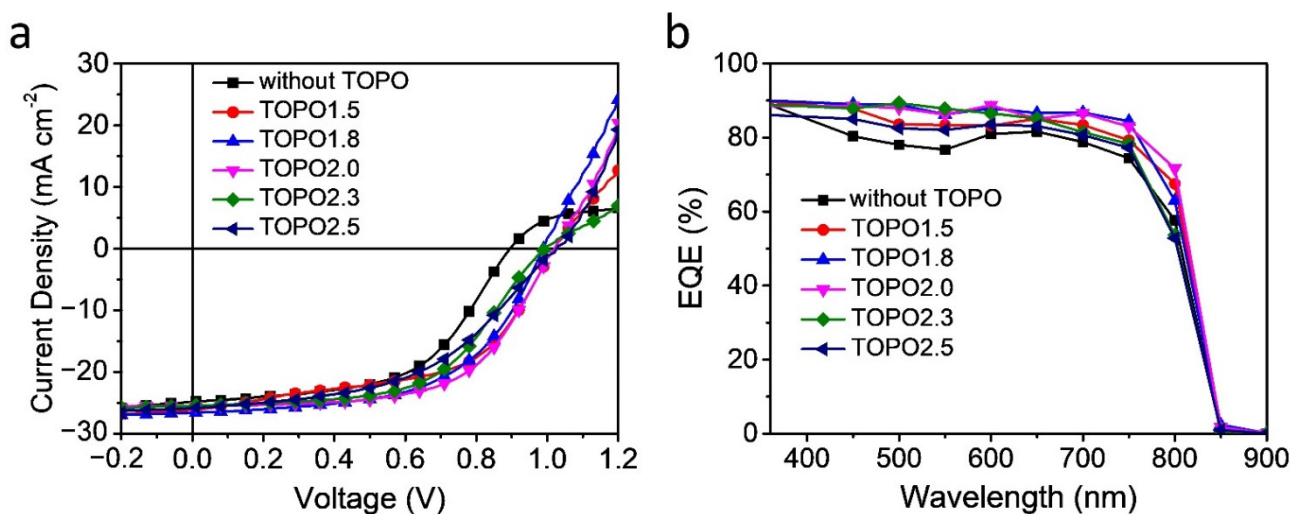 a
30
20
10
0
−10
−20
−30
Current Density (mA cm⁻²)
without TOPO
TOPO1.5
TOPO1.8
TOPO2.0
TOPO2.3
TOPO2.5
−0.2 0.0 0.2 0.4 0.6 0.8 1.0 1.2
Voltage (V)
b
100
80
60
40
20
0
EQE (%)
without TOPO
TOPO1.5
TOPO1.8
TOPO2.0
TOPO2.3
TOPO2.5
400 500 600 700 800 900
Wavelength (nm)